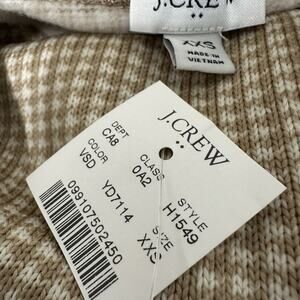 J.CREW
XXS
MADE IN
VIETNAM
J.CREW
DEPT CLASS STYLE
CA8 0A2 H1549
COLOR SIZE
VSD YD7114 XXS
099107502450